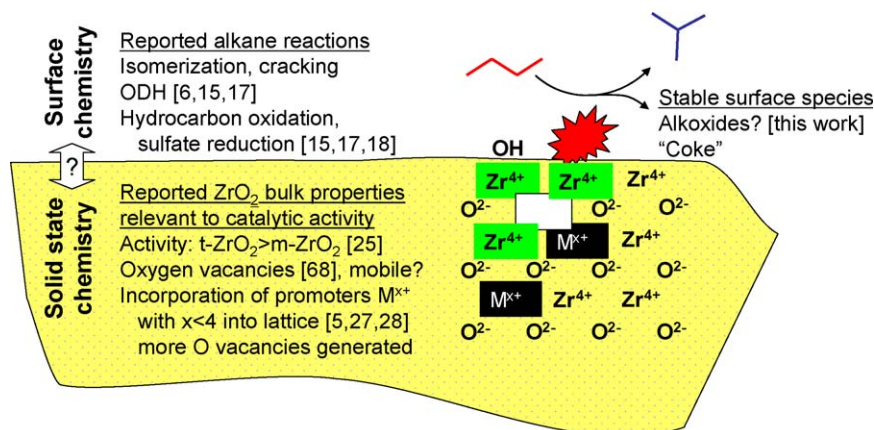 Surface
chemistry
?
Solid state
chemistry
Reported alkane reactions
Isomerization, cracking
ODH [6,15,17]
Hydrocarbon oxidation,
sulfate reduction [15,17,18]
Reported ZrO₂ bulk properties
relevant to catalytic activity
Activity: t-ZrO₂>m-ZrO₂ [25]
Oxygen vacancies [68], mobile?
Incorporation of promoters Mˣ⁺
with x<4 into lattice [5,27,28]
more O vacancies generated
Stable surface species
Alkoxides? [this work]
“Coke”
OH
Zr⁴⁺ Zr⁴⁺ Zr⁴⁺
O²⁻ O²⁻ O²⁻
Zr⁴⁺ Mˣ⁺ Zr⁴⁺
O²⁻ O²⁻ O²⁻ O²⁻
Mˣ⁺ Zr⁴⁺ Zr⁴⁺
O²⁻ O²⁻ O²⁻ O²⁻